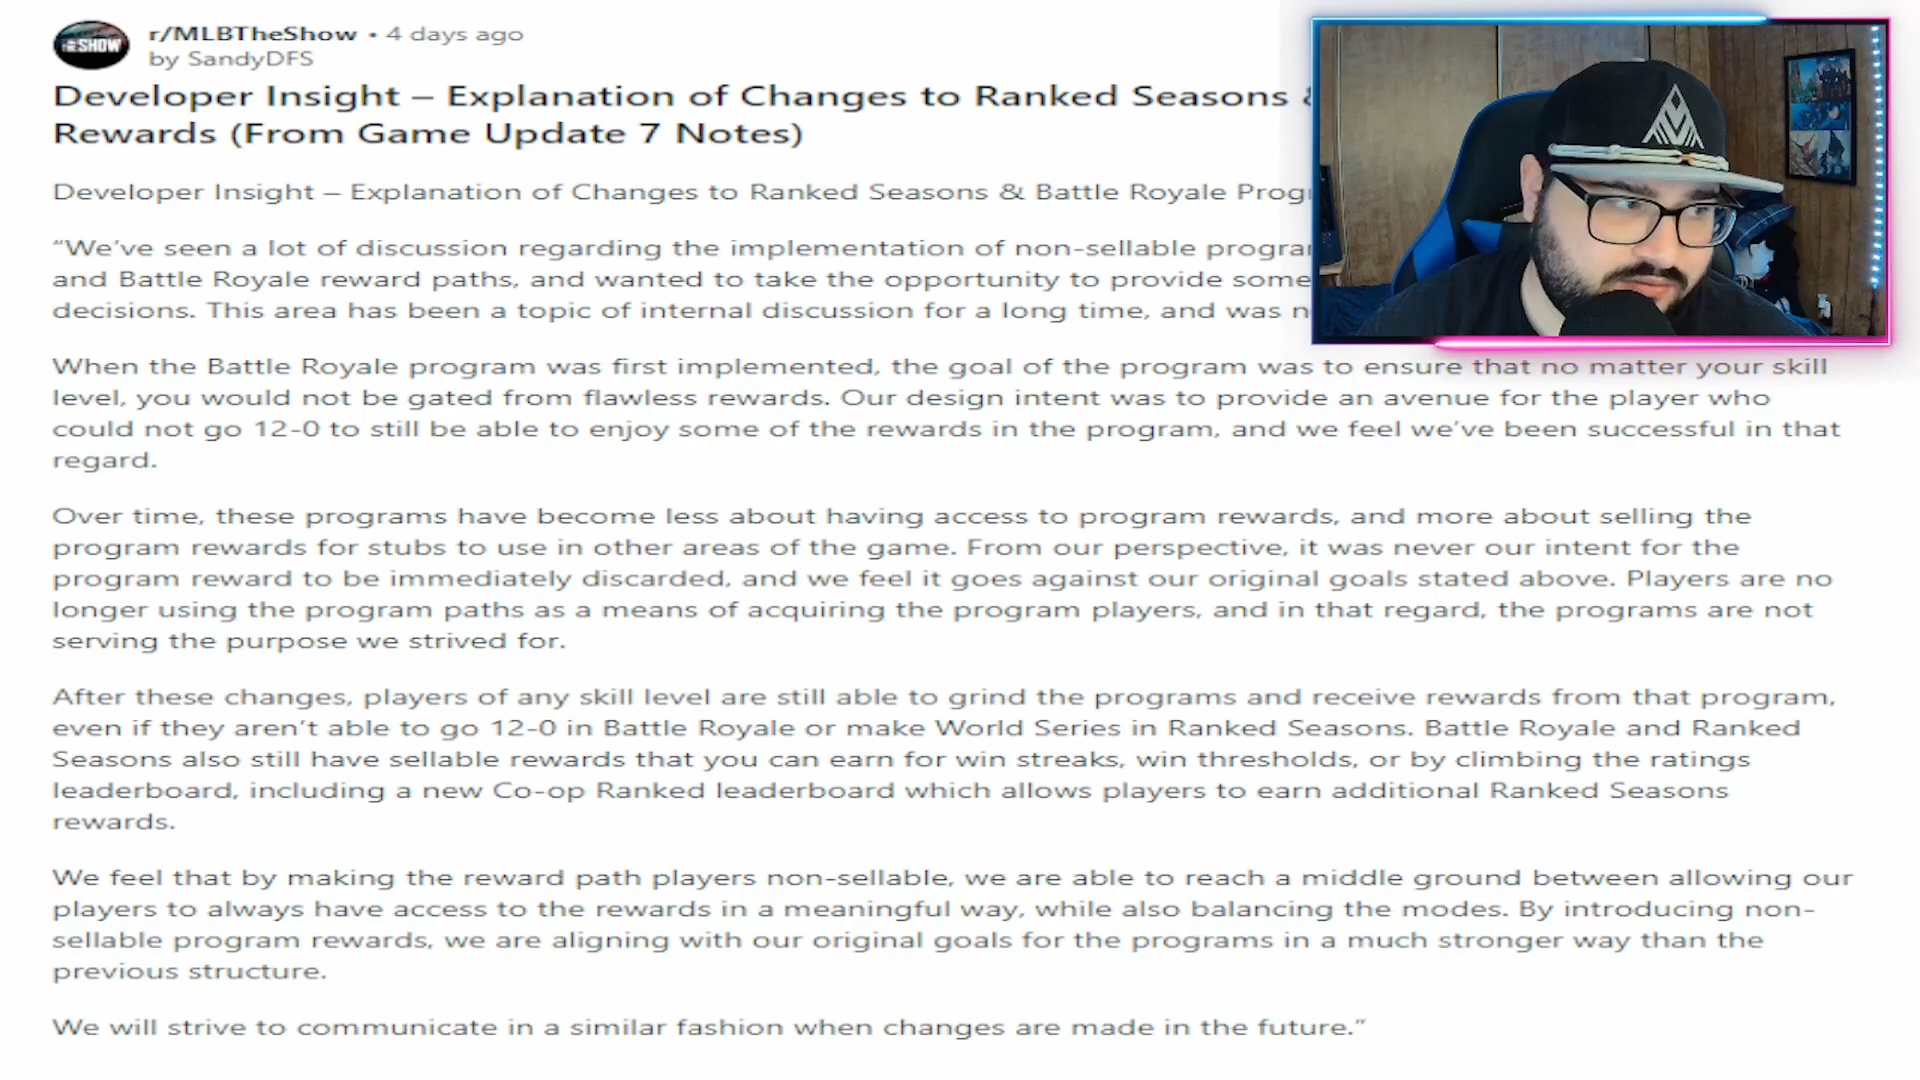 r/MLBTheShow • 4 days ago
by SandyDFS
SHOW
Developer Insight – Explanation of Changes to Ranked Seasons
Rewards (From Game Update 7 Notes)
Developer Insight – Explanation of Changes to Ranked Seasons & Battle Royale
“We’ve seen a lot of discussion regarding the implementation of non-sellable
and Battle Royale reward paths, and wanted to take the opportunity to provide some
decisions. This area has been a topic of internal discussion for a long time, and was
When the Battle Royale program was first implemented, the goal of the program was to ensure that no matter your skill
level, you would not be gated from flawless rewards. Our design intent was to provide an avenue for the player who
could not go 12-0 to still be able to enjoy some of the rewards in the program, and we feel we’ve been successful in that
regard.
Over time, these programs have become less about having access to program rewards, and more about selling the
program rewards for stubs to use in other areas of the game. From our perspective, it was never our intent for the
program reward to be immediately discarded, and we feel it goes against our original goals stated above. Players are no
longer using the program paths as a means of acquiring the program players, and in that regard, the programs are not
serving the purpose we strived for.
After these changes, players of any skill level are still able to grind the programs and receive rewards from that program,
even if they aren’t able to go 12-0 in Battle Royale or make World Series in Ranked Seasons. Battle Royale and Ranked
Seasons also still have sellable rewards that you can earn for win streaks, win thresholds, or by climbing the ratings
leaderboard, including a new Co-op Ranked leaderboard which allows players to earn additional Ranked Seasons
rewards.
We feel that by making the reward path players non-sellable, we are able to reach a middle ground between allowing our
players to always have access to the rewards in a meaningful way, while also balancing the modes. By introducing non-
sellable program rewards, we are aligning with our original goals for the programs in a much stronger way than the
previous structure.
We will strive to communicate in a similar fashion when changes are made in the future.”